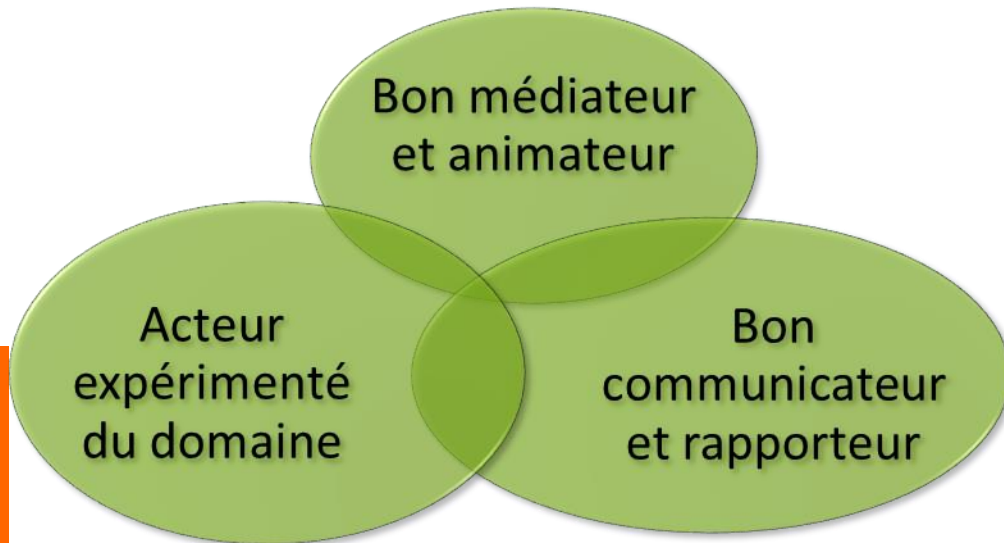 Bon médiateur
et animateur
Acteur
expérimenté
du domaine
Bon
communicateur
et rapporteur